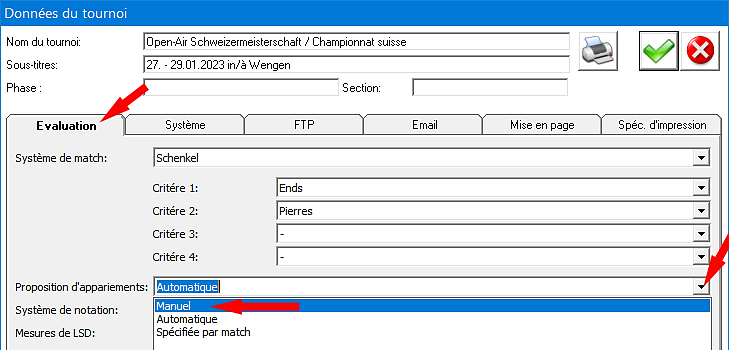 Données du tournoi
Nom du tournoi: Open-Air Schweizermeisterschaft / Championnat suisse
Sous-titres: 27. - 29.01.2023 in/à Wengen
Phase : Section:
Evaluation Système FTP Email Mise en page Spéc. d'impression
Système de match: Schenkel
Critére 1: Ends
Critére 2: Pierres
Critére 3: -
Critére 4: -
Proposition d'appariements: Automatique
Système de notation: Manuel
Automatique
Mesures de LSD: Spécifiée par match